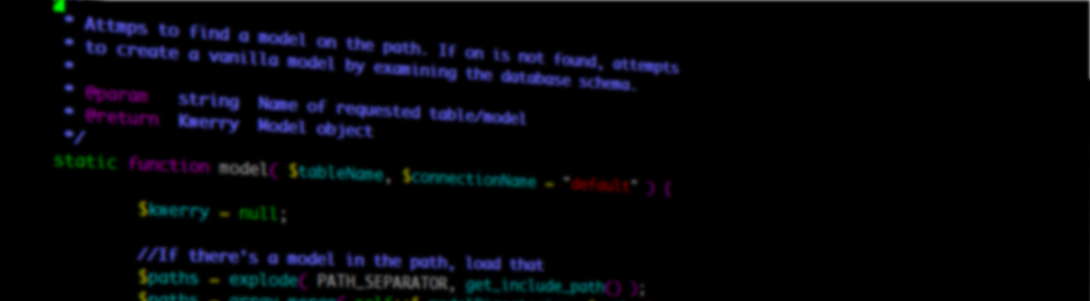 * Attmps to find a model on the path. If on is not found, attempts
* to create a vanilla model by examining the database schema.
*
* @param string Name of requested table/model
* @return Kwerry Model object
*/
static function model( $tableName, $connectionName = "default" ) {
$kwerry = null;
//If there's a model in the path, load that
$paths = explode( PATH_SEPARATOR, get_include_path() );